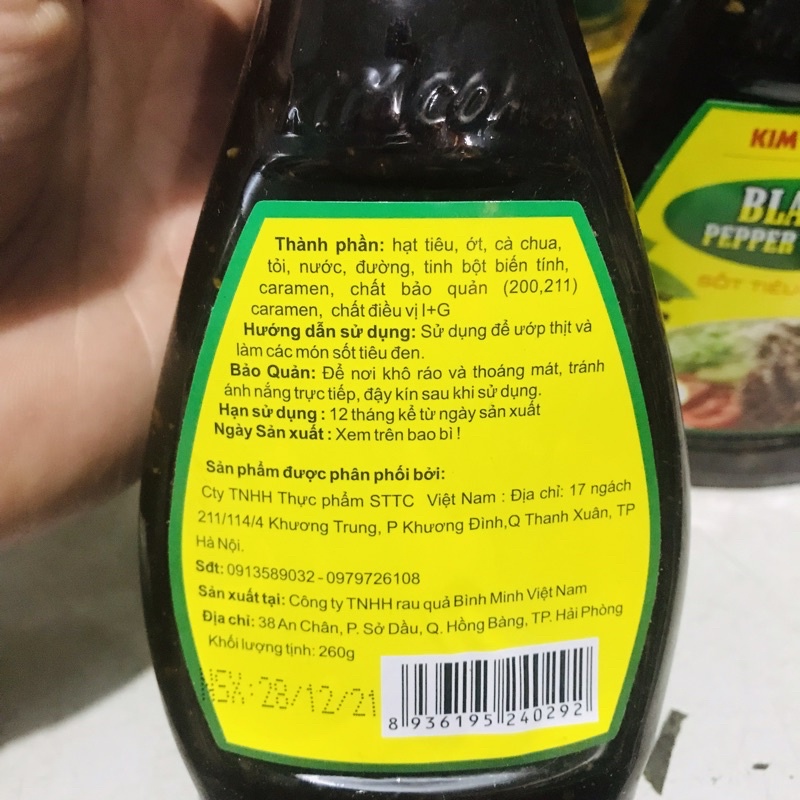 Thành phần: hạt tiêu, ớt, cà chua,
tỏi, nước, đường, tinh bột biến tính,
caramen, chất bảo quản (200,211)
caramen, chất điều vị I+G
Hướng dẫn sử dụng: Sử dụng để ướp thịt và
làm các món sốt tiêu đen.
Bảo Quản: Để nơi khô ráo và thoáng mát, tránh
ánh nắng trực tiếp, đậy kín sau khi sử dụng.
Hạn sử dụng : 12 tháng kể từ ngày sản xuất
Ngày Sản xuất : Xem trên bao bì !
Sản phẩm được phân phối bởi:
Cty TNHH Thực phẩm STTC Việt Nam : Địa chỉ: 17 ngách
211/114/4 Khương Trung, P Khương Đình,Q Thanh Xuân, TP
Hà Nội.
Sđt: 0913589032 - 0979726108
Sản xuất tại: Công ty TNHH rau quả Bình Minh Việt Nam
Địa chỉ: 38 An Chân, P. Sở Dầu, Q. Hồng Bàng, TP. Hải Phòng
Khối lượng tịnh: 260g
NSX:28/12/21
8 936195 240292
KIM
PEPPER
SỐT TIÊU